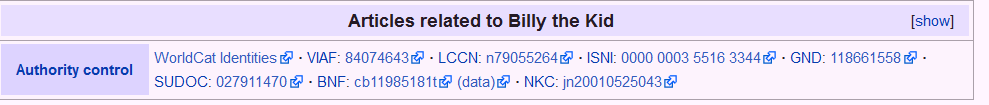 Articles related to Billy the Kid [show]
Authority control
WorldCat Identities · VIAF: 84074643 · LCCN: n79055264 · ISNI: 0000 0003 5516 3344 · GND: 118661558 ·
SUDOC: 027911470 · BNF: cb11985181t (data) · NKC: jn20010525043